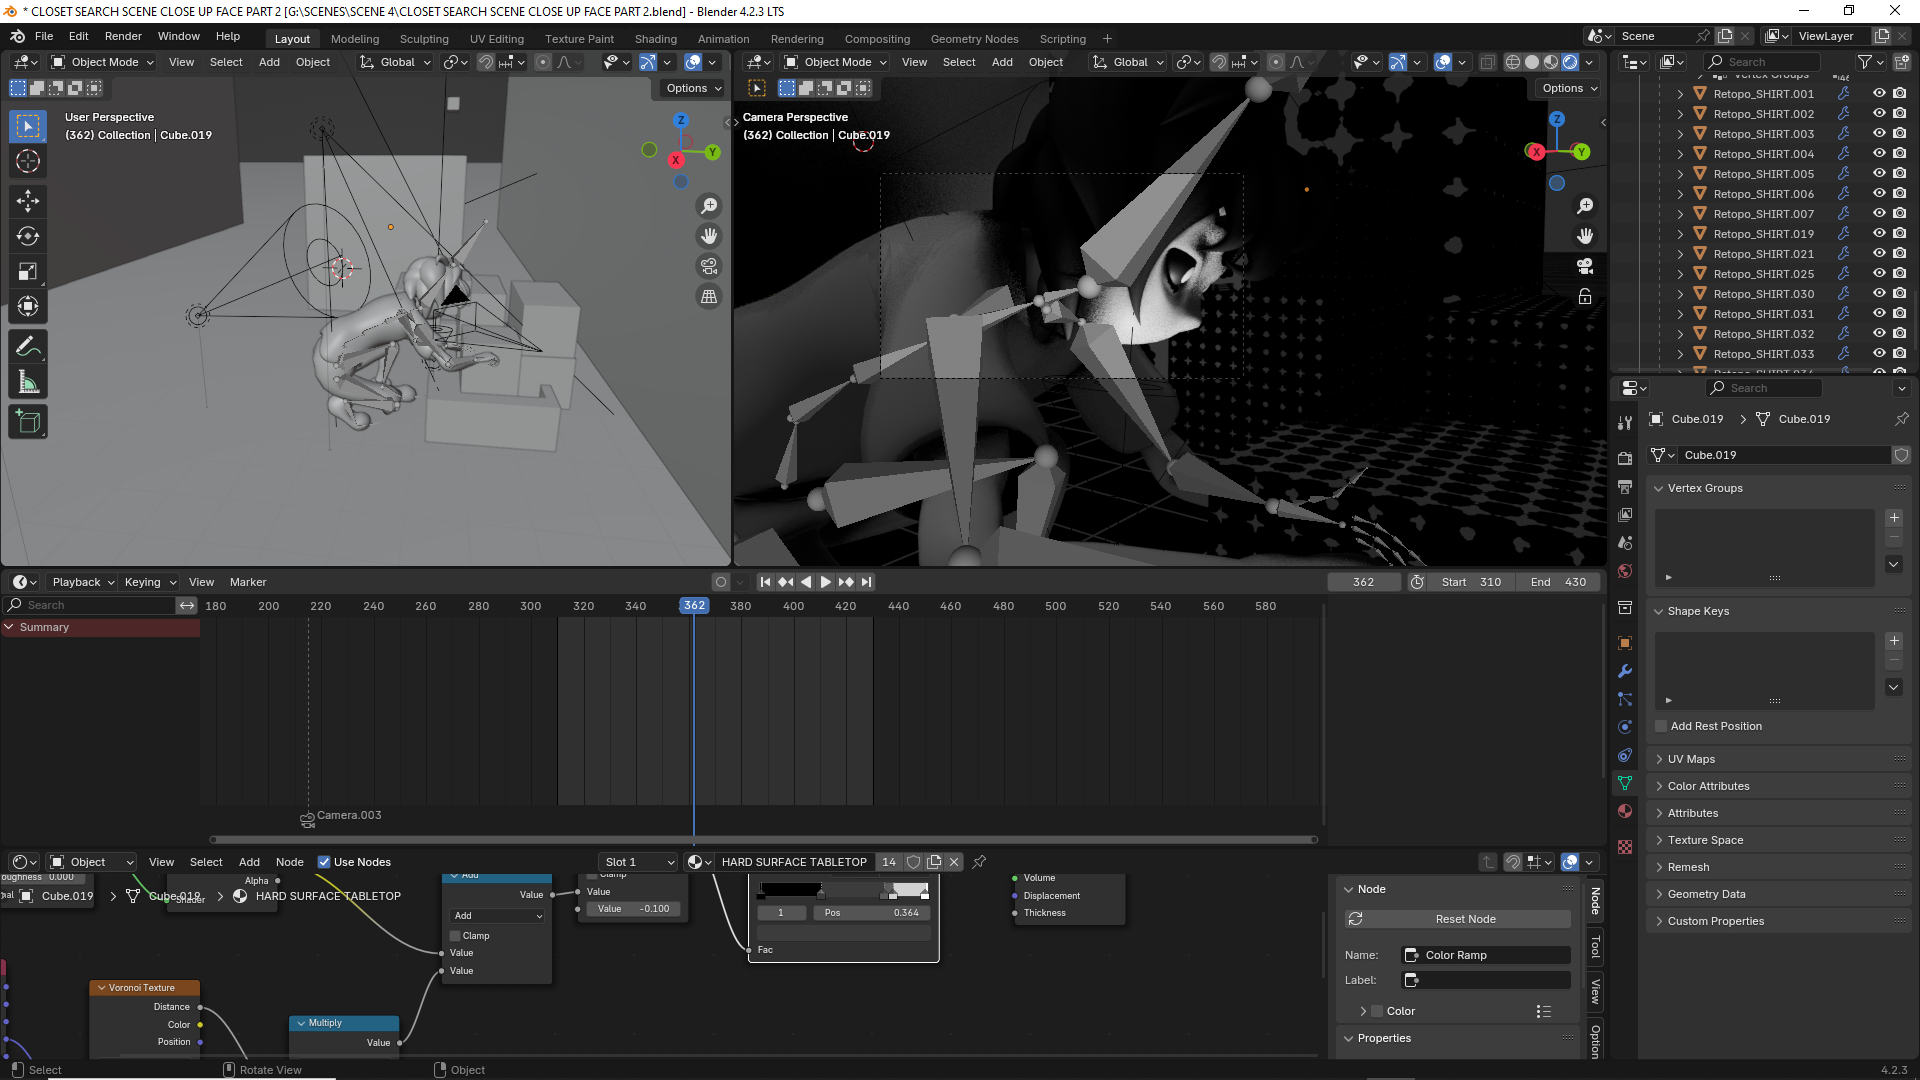 * CLOSET SEARCH SCENE CLOSE UP FACE PART 2 [G:\SCENES\SCENE 4\CLOSET SEARCH SCENE CLOSE UP FACE PART 2.blend] - Blender 4.2.3 LTS
File Edit Render Window Help Layout Modeling Sculpting UV Editing Texture Paint Shading Animation Rendering Compositing Geometry Nodes Scripting + Scene ViewLayer
Object Mode View Select Add Object Global
Object Mode View Select Add Object Global
Search
Options
Options
User Perspective
(362) Collection | Cube.019
Camera Perspective
(362) Collection | Cube.019
Z
X
Y
Z
X
Y
Vertex Groups
Retopo_SHIRT.001
Retopo_SHIRT.002
Retopo_SHIRT.003
Retopo_SHIRT.004
Retopo_SHIRT.005
Retopo_SHIRT.006
Retopo_SHIRT.007
Retopo_SHIRT.019
Retopo_SHIRT.021
Retopo_SHIRT.025
Retopo_SHIRT.030
Retopo_SHIRT.031
Retopo_SHIRT.032
Retopo_SHIRT.033
Search
Cube.019 > Cube.019
Cube.019
Vertex Groups
Shape Keys
Add Rest Position
UV Maps
Color Attributes
Attributes
Texture Space
Remesh
Geometry Data
Custom Properties
Playback Keying View Marker
362 Start 310 End 430
Search
180 200 220 240 260 280 300 320 340 362 380 400 420 440 460 480 500 520 540 560 580
Summary
Camera.003
Object View Select Add Node Use Nodes Slot 1 HARD SURFACE TABLETOP 14
0.000
Alpha
Shader
Cube.019 > Cube.019 > HARD SURFACE TABLETOP
Add
Value
Add
Clamp
Value
Value
Clamp
Value
Value -0.100
1 Pos 0.364
Fac
Volume
Displacement
Thickness
Voronoi Texture
Distance
Color
Position
Multiply
Value
Node
Reset Node
Name: Color Ramp
Label:
Color
Properties
Node
Tool
View
Option
Select Rotate View Object 4.2.3